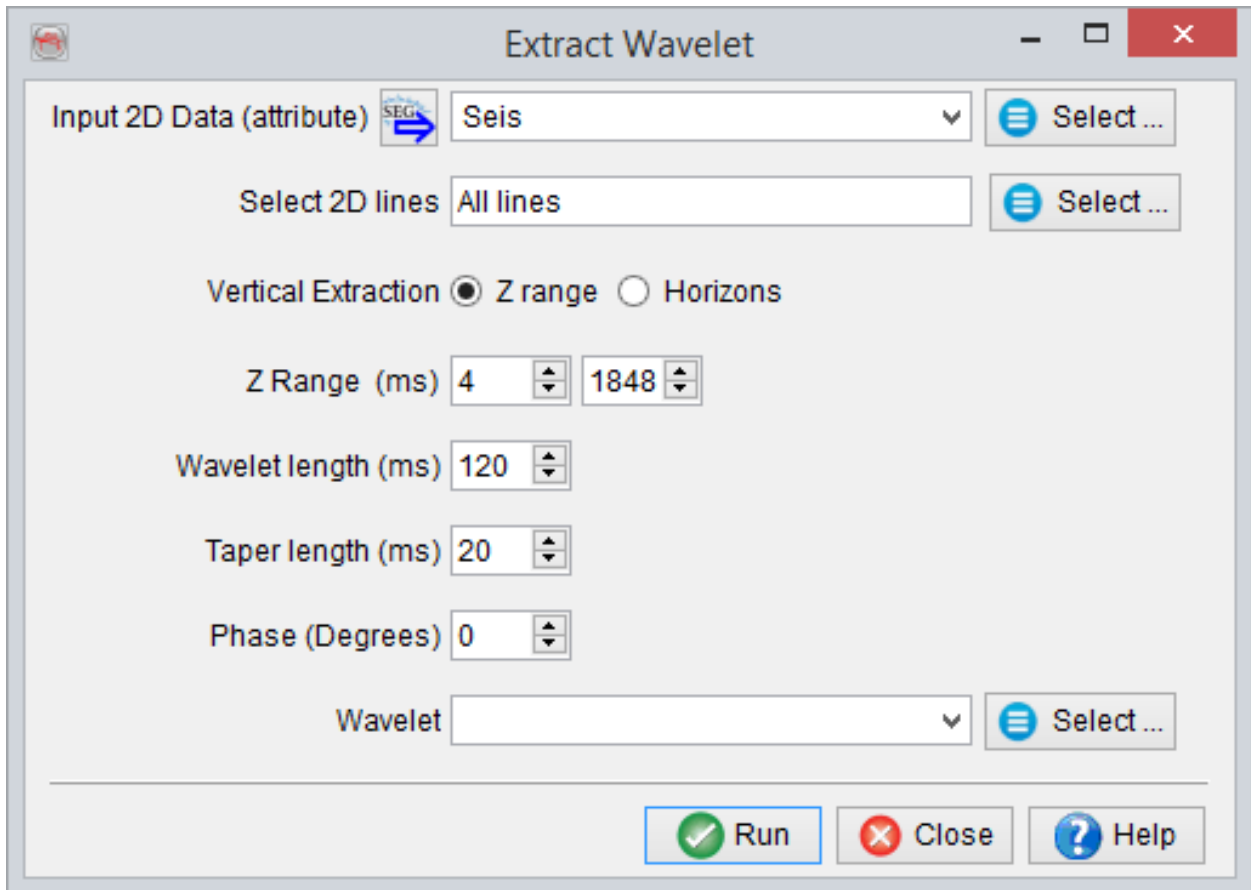 Extract Wavelet
Input 2D Data (attribute) SEG Seis Select ...
Select 2D lines All lines Select ...
Vertical Extraction Z range Horizons
Z Range (ms) 4 1848
Wavelet length (ms) 120
Taper length (ms) 20
Phase (Degrees) 0
Wavelet Select ...
Run Close Help